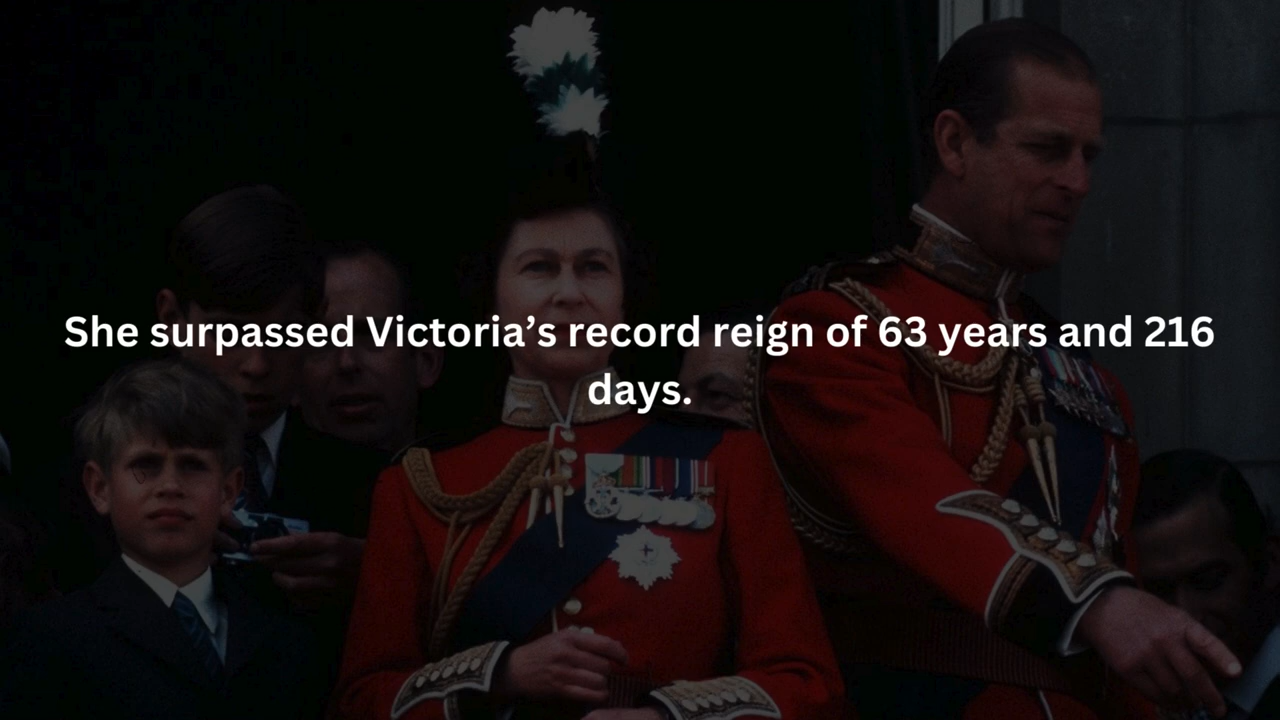 She surpassed Victoria’s record reign of 63 years and 216
days.